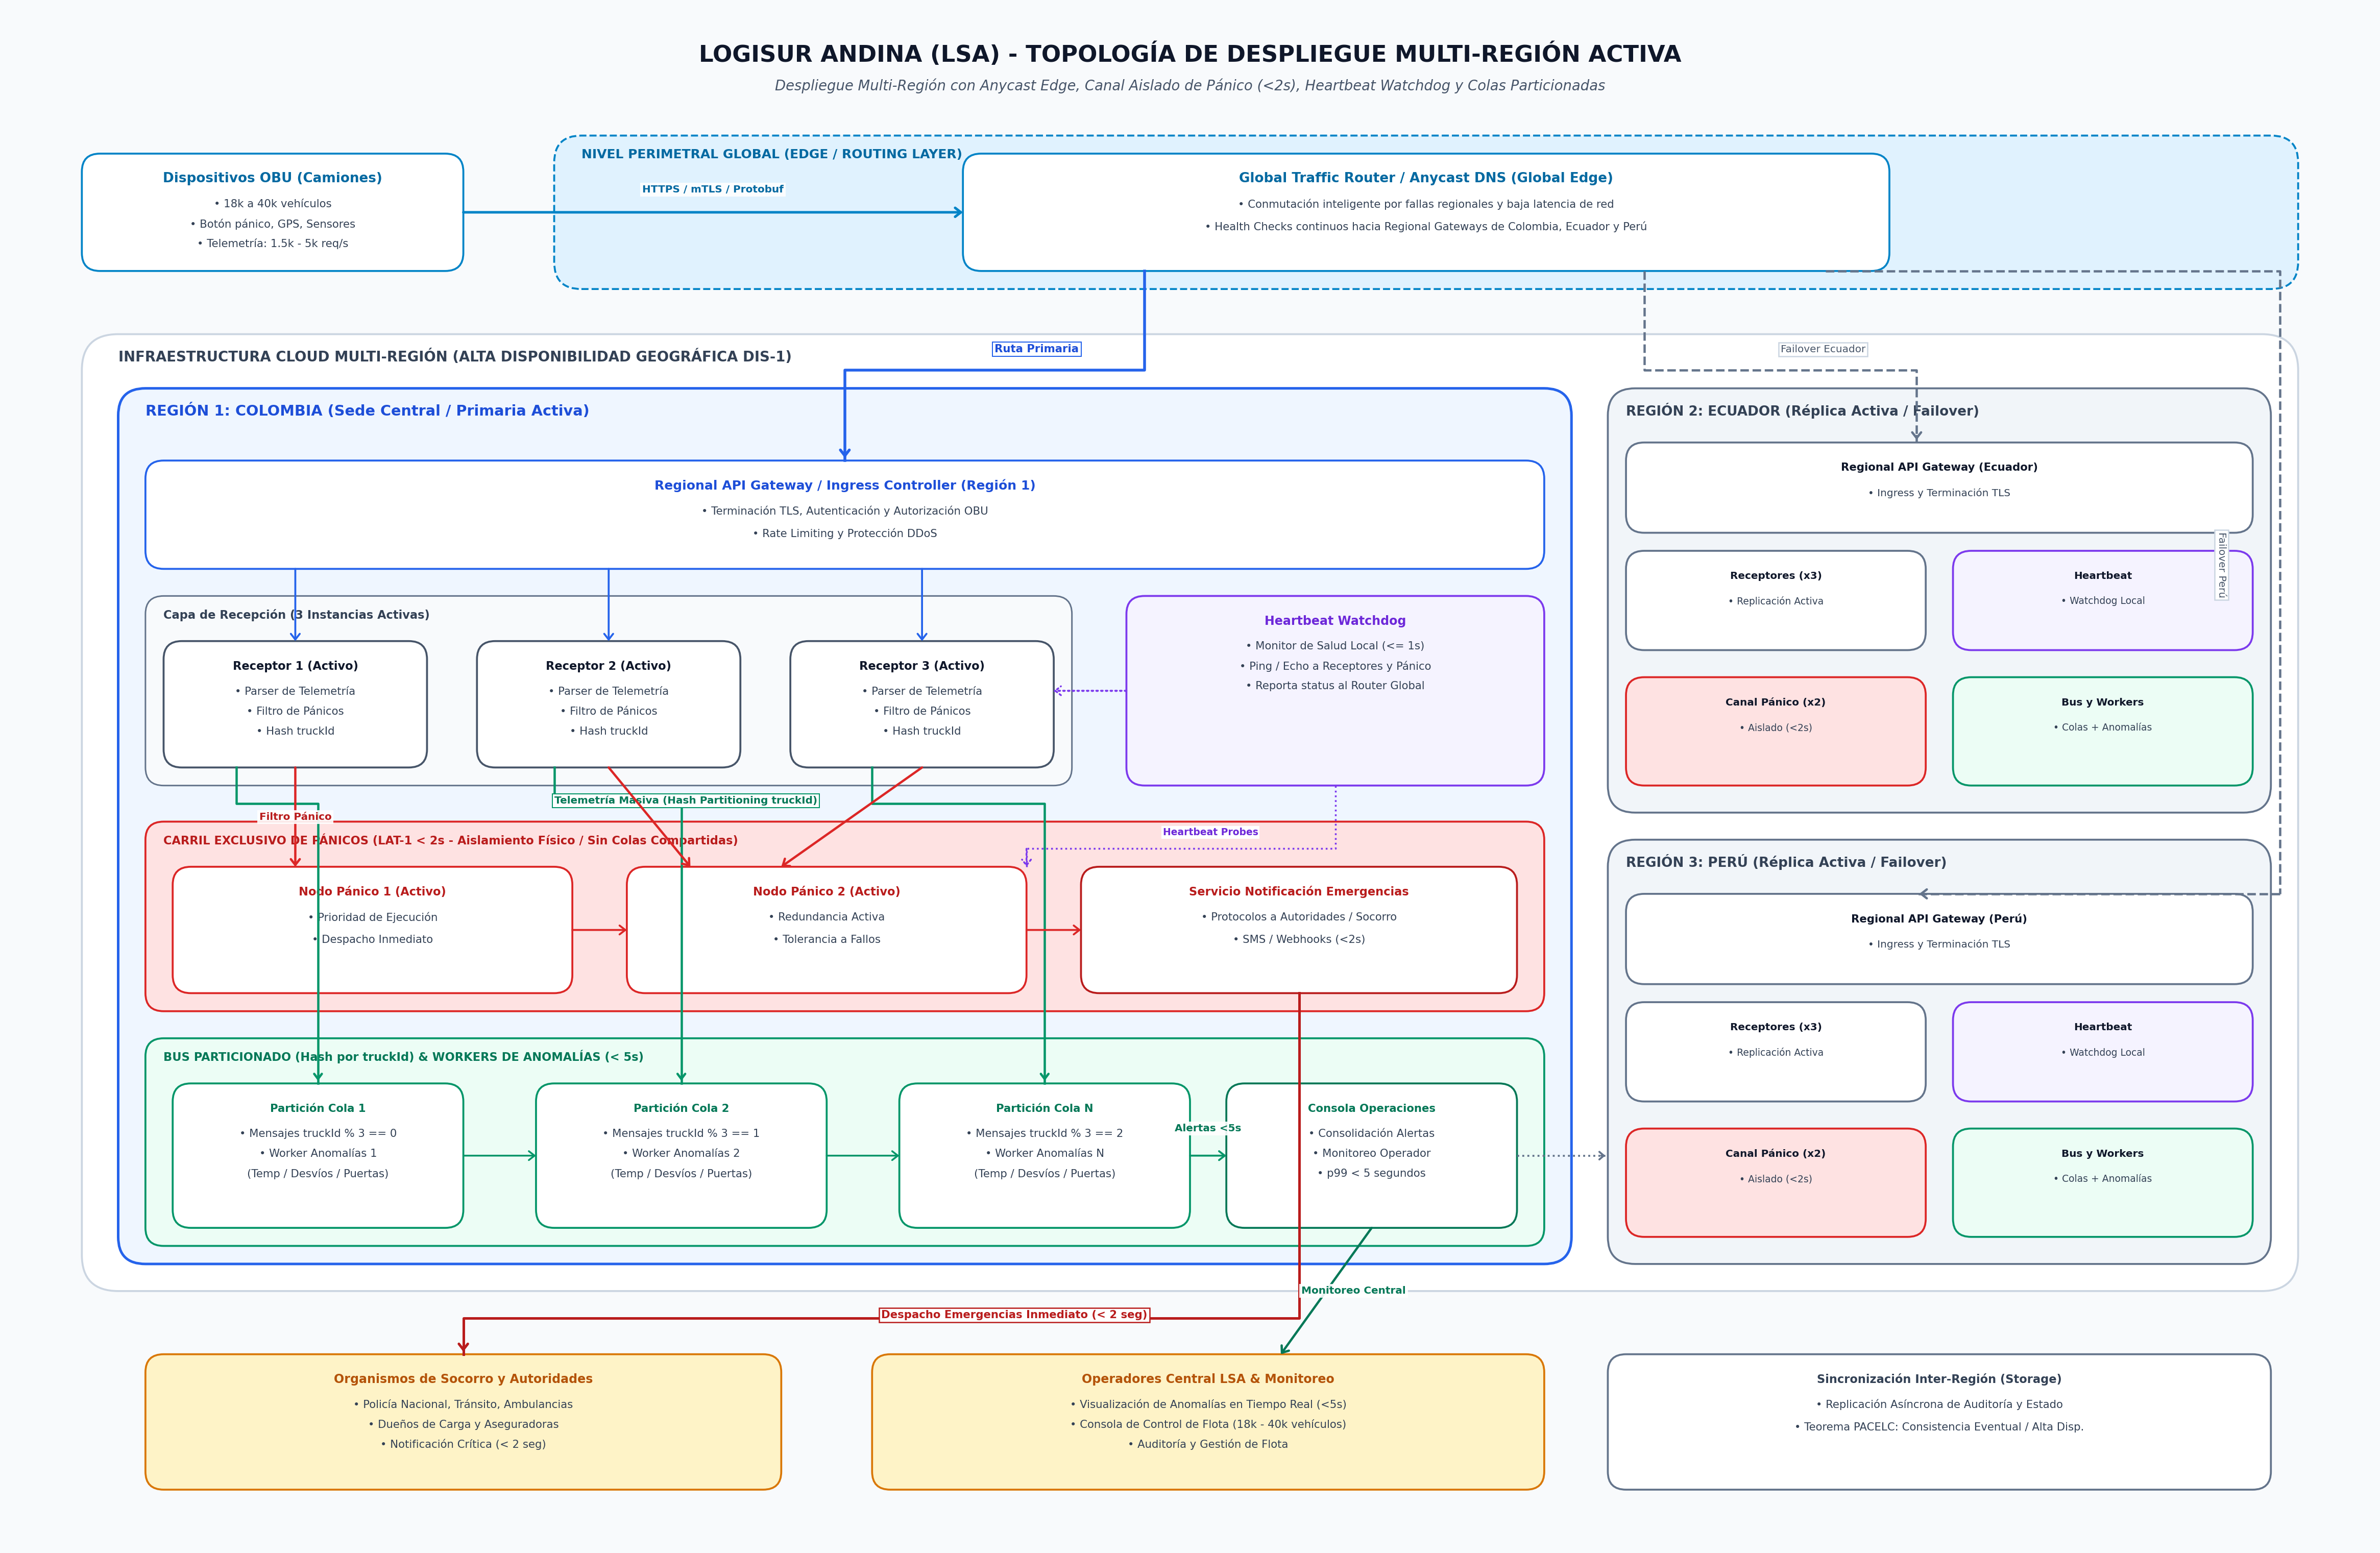 LOGISUR ANDINA (LSA) - TOPOLOGÍA DE DESPLIEGUE MULTI-REGIÓN ACTIVA
Despliegue Multi-Región con Anycast Edge, Canal Aislado de Pánico (<2s), Heartbeat Watchdog y Colas Particionadas
Dispositivos OBU (Camiones)
• 18k a 40k vehículos
• Botón pánico, GPS, Sensores
• Telemetría: 1.5k - 5k req/s
NIVEL PERIMETRAL GLOBAL (EDGE / ROUTING LAYER)
HTTPS / mTLS / Protobuf
Global Traffic Router / Anycast DNS (Global Edge)
• Conmutación inteligente por fallas regionales y baja latencia de red
• Health Checks continuos hacia Regional Gateways de Colombia, Ecuador y Perú
INFRAESTRUCTURA CLOUD MULTI-REGIÓN (ALTA DISPONIBILIDAD GEOGRÁFICA DIS-1)
Ruta Primaria
Failover Ecuador
REGIÓN 1: COLOMBIA (Sede Central / Primaria Activa)
Regional API Gateway / Ingress Controller (Región 1)
• Terminación TLS, Autenticación y Autorización OBU
• Rate Limiting y Protección DDoS
Capa de Recepción (3 Instancias Activas)
Receptor 1 (Activo)
• Parser de Telemetría
• Filtro de Pánicos
• Hash truckId
Receptor 2 (Activo)
• Parser de Telemetría
• Filtro de Pánicos
• Hash truckId
Receptor 3 (Activo)
• Parser de Telemetría
• Filtro de Pánicos
• Hash truckId
Heartbeat Watchdog
• Monitor de Salud Local (<= 1s)
• Ping / Echo a Receptores y Pánico
• Reporta status al Router Global
Telemetría Masiva (Hash Partitioning truckId)
Filtro Pánico
Heartbeat Probes
CARRIL EXCLUSIVO DE PÁNICOS (LAT-1 < 2s - Aislamiento Físico / Sin Colas Compartidas)
Nodo Pánico 1 (Activo)
• Prioridad de Ejecución
• Despacho Inmediato
Nodo Pánico 2 (Activo)
• Redundancia Activa
• Tolerancia a Fallos
Servicio Notificación Emergencias
• Protocolos a Autoridades / Socorro
• SMS / Webhooks (<2s)
BUS PARTICIONADO (Hash por truckId) & WORKERS DE ANOMALÍAS (< 5s)
Partición Cola 1
• Mensajes truckId % 3 == 0
• Worker Anomalías 1
(Temp / Desvíos / Puertas)
Partición Cola 2
• Mensajes truckId % 3 == 1
• Worker Anomalías 2
(Temp / Desvíos / Puertas)
Partición Cola N
• Mensajes truckId % 3 == 2
• Worker Anomalías N
(Temp / Desvíos / Puertas)
Alertas <5s
Consola Operaciones
• Consolidación Alertas
• Monitoreo Operador
• p99 < 5 segundos
REGIÓN 2: ECUADOR (Réplica Activa / Failover)
Regional API Gateway (Ecuador)
• Ingress y Terminación TLS
Failover Perú
Receptores (x3)
• Replicación Activa
Heartbeat
• Watchdog Local
Canal Pánico (x2)
• Aislado (<2s)
Bus y Workers
• Colas + Anomalías
REGIÓN 3: PERÚ (Réplica Activa / Failover)
Regional API Gateway (Perú)
• Ingress y Terminación TLS
Receptores (x3)
• Replicación Activa
Heartbeat
• Watchdog Local
Canal Pánico (x2)
• Aislado (<2s)
Bus y Workers
• Colas + Anomalías
Monitoreo Central
Despacho Emergencias Inmediato (< 2 seg)
Organismos de Socorro y Autoridades
• Policía Nacional, Tránsito, Ambulancias
• Dueños de Carga y Aseguradoras
• Notificación Crítica (< 2 seg)
Operadores Central LSA & Monitoreo
• Visualización de Anomalías en Tiempo Real (<5s)
• Consola de Control de Flota (18k - 40k vehículos)
• Auditoría y Gestión de Flota
Sincronización Inter-Región (Storage)
• Replicación Asíncrona de Auditoría y Estado
• Teorema PACELC: Consistencia Eventual / Alta Disp.